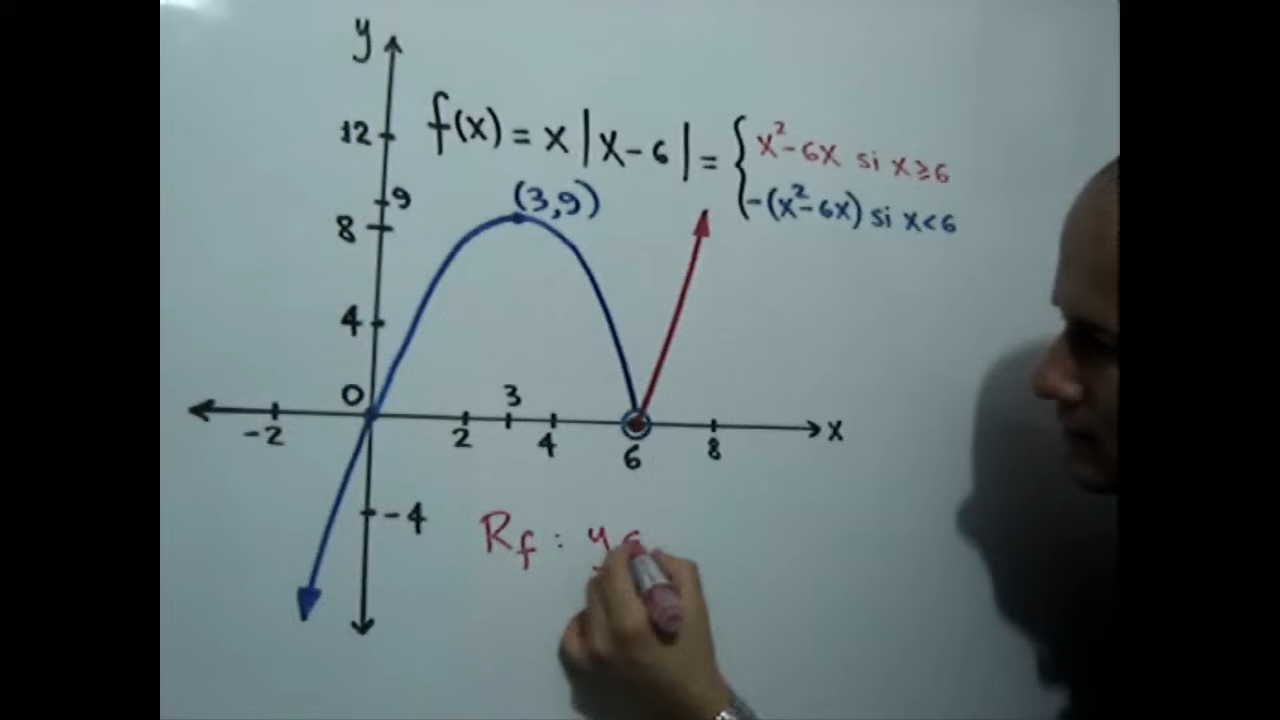 y
12
f(x) = x |x-6| = { x²-6x si x≥6
-(x²-6x) si x<6
9
(3,9)
8
4
0
3
-2
2
4
6
8
x
-4
Rf : y ϵ